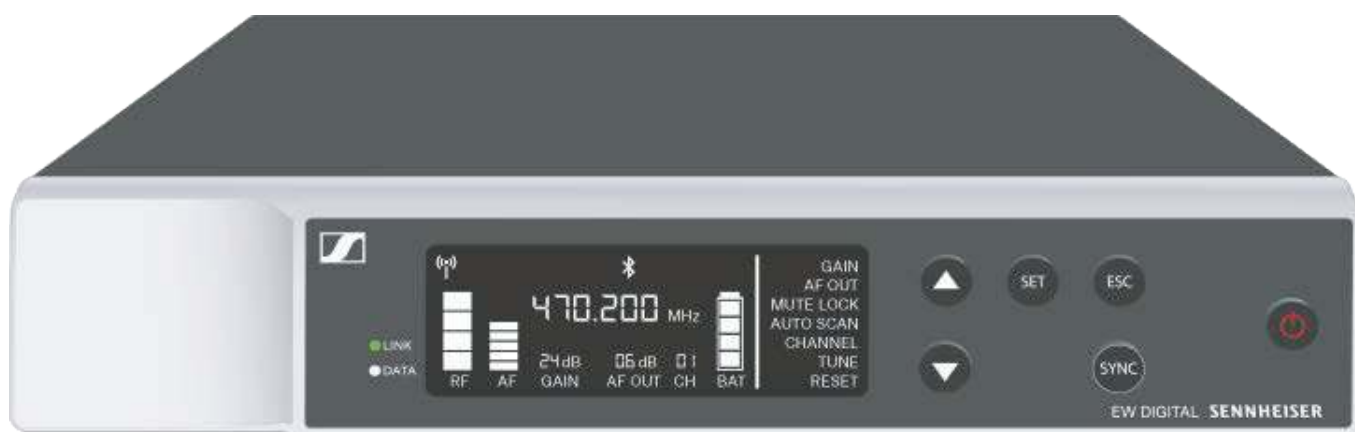 GAIN
AF OUT
470.200 MHz
MUTE LOCK
AUTO SCAN
CHANNEL
LINK
DATA
24dB 06dB 01
TUNE
RF AF GAIN AF OUT CH BAT
RESET
SET
ESC
SYNC
EW DIGITAL SENNHEISER